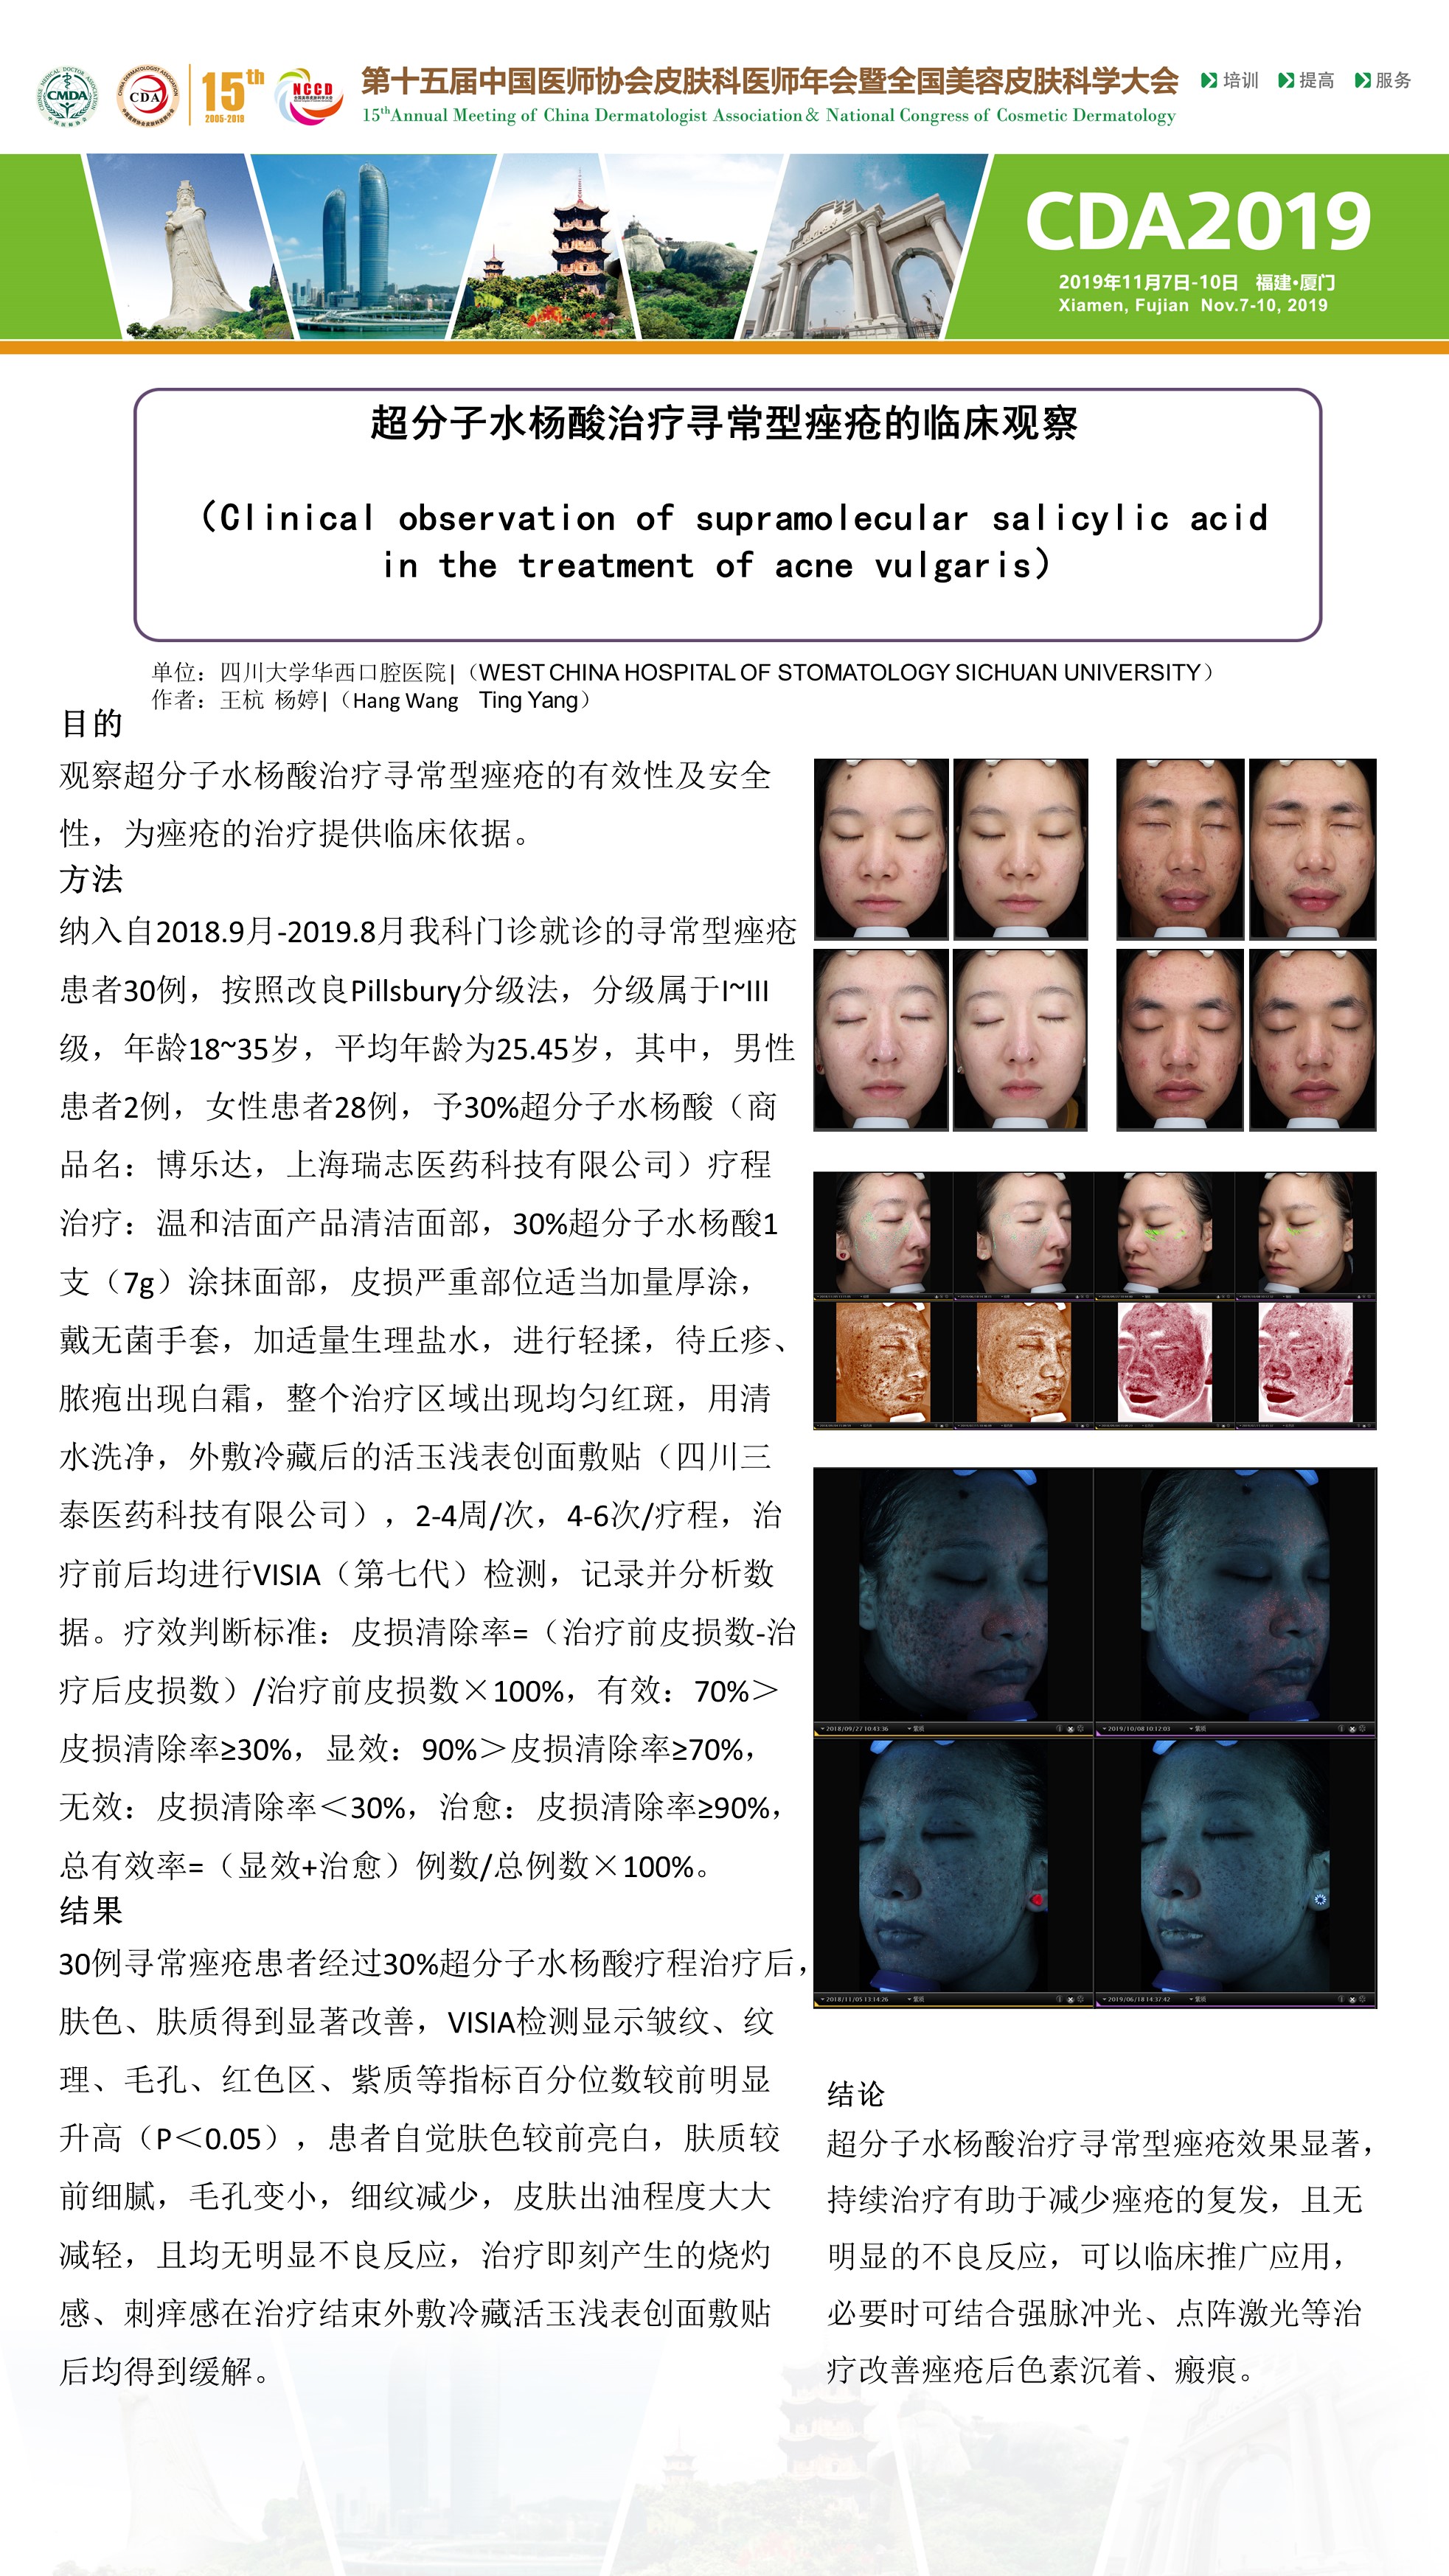 CMDA
CDA
15th
2005-2019
NCCD
第十五届中国医师协会皮肤科医师年会暨全国美容皮肤科学大会
15thAnnual Meeting of China Dermatologist Association& National Congress of Cosmetic Dermatology
培训 提高 服务
CDA2019
2019年11月7日-10日 福建·厦门
Xiamen, Fujian Nov.7-10, 2019
超分子水杨酸治疗寻常型痤疮的临床观察
（Clinical observation of supramolecular salicylic acid
in the treatment of acne vulgaris）
单位：四川大学华西口腔医院|（WEST CHINA HOSPITAL OF STOMATOLOGY SICHUAN UNIVERSITY）
作者：王杭 杨婷|（Hang Wang Ting Yang）
目的
观察超分子水杨酸治疗寻常型痤疮的有效性及安全
性，为痤疮的治疗提供临床依据。
方法
纳入自2018.9月-2019.8月我科门诊就诊的寻常型痤疮
患者30例，按照改良Pillsbury分级法，分级属于I~III
级，年龄18~35岁，平均年龄为25.45岁，其中，男性
患者2例，女性患者28例，予30%超分子水杨酸（商
品名：博乐达，上海瑞志医药科技有限公司）疗程
治疗：温和洁面产品清洁面部，30%超分子水杨酸1
支（7g）涂抹面部，皮损严重部位适当加量厚涂，
戴无菌手套，加适量生理盐水，进行轻揉，待丘疹、
脓疱出现白霜，整个治疗区域出现均匀红斑，用清
水洗净，外敷冷藏后的活玉浅表创面敷贴（四川三
泰医药科技有限公司），2-4周/次，4-6次/疗程，治
疗前后均进行VISIA（第七代）检测，记录并分析数
据。疗效判断标准：皮损清除率=（治疗前皮损数-治
疗后皮损数）/治疗前皮损数×100%，有效：70%＞
皮损清除率≥30%，显效：90%＞皮损清除率≥70%，
无效：皮损清除率＜30%，治愈：皮损清除率≥90%，
总有效率=（显效+治愈）例数/总例数×100%。
结果
30例寻常痤疮患者经过30%超分子水杨酸疗程治疗后，
肤色、肤质得到显著改善，VISIA检测显示皱纹、纹
理、毛孔、红色区、紫质等指标百分位数较前明显
升高（P＜0.05），患者自觉肤色较前亮白，肤质较
前细腻，毛孔变小，细纹减少，皮肤出油程度大大
减轻，且均无明显不良反应，治疗即刻产生的烧灼
感、刺痒感在治疗结束外敷冷藏活玉浅表创面敷贴
后均得到缓解。
2018/09/27 10:43:36 紫质
2019/10/08 10:12:03 紫质
2018/11/05 13:14:26 紫质
2019/06/18 14:37:42 紫质
结论
超分子水杨酸治疗寻常型痤疮效果显著，
持续治疗有助于减少痤疮的复发，且无
明显的不良反应，可以临床推广应用，
必要时可结合强脉冲光、点阵激光等治
疗改善痤疮后色素沉着、瘢痕。